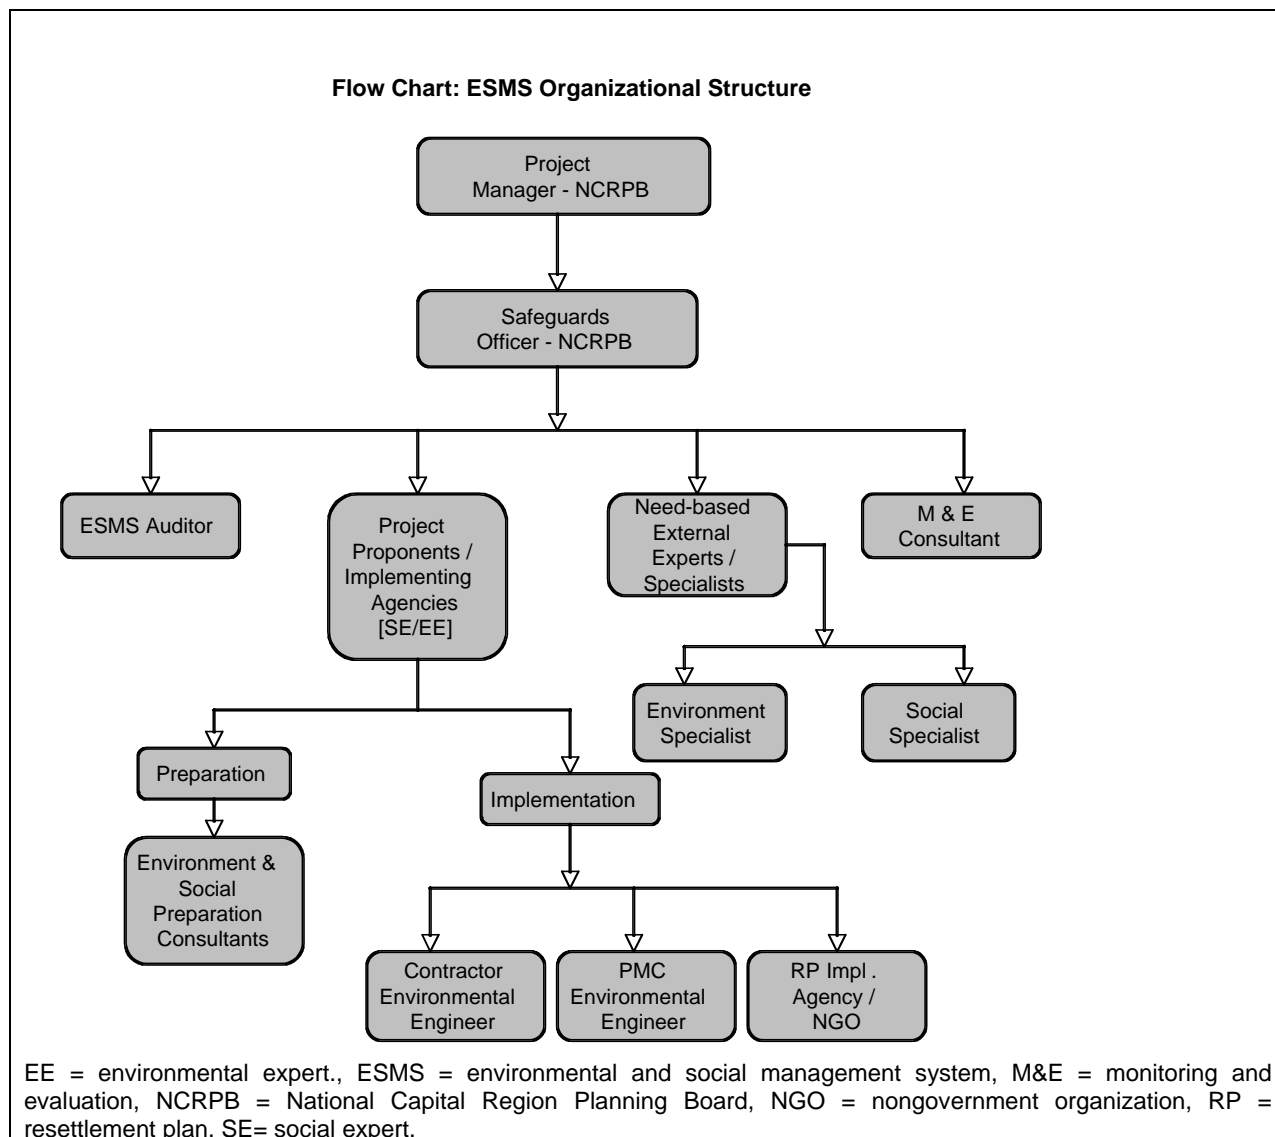 Flow Chart: ESMS Organizational Structure
Project
Manager - NCRPB
Safeguards
Officer - NCRPB
ESMS Auditor
Project
Proponents /
Implementing
Agencies
[SE/EE]
Need-based
External
Experts /
Specialists
M & E
Consultant
Environment
Specialist
Social
Specialist
Preparation
Implementation
Environment &
Social
Preparation
Consultants
Contractor
Environmental
Engineer
PMC
Environmental
Engineer
RP Impl .
Agency /
NGO
EE = environmental expert., ESMS = environmental and social management system, M&E = monitoring and
evaluation, NCRPB = National Capital Region Planning Board, NGO = nongovernment organization, RP =
resettlement plan, SE= social expert.